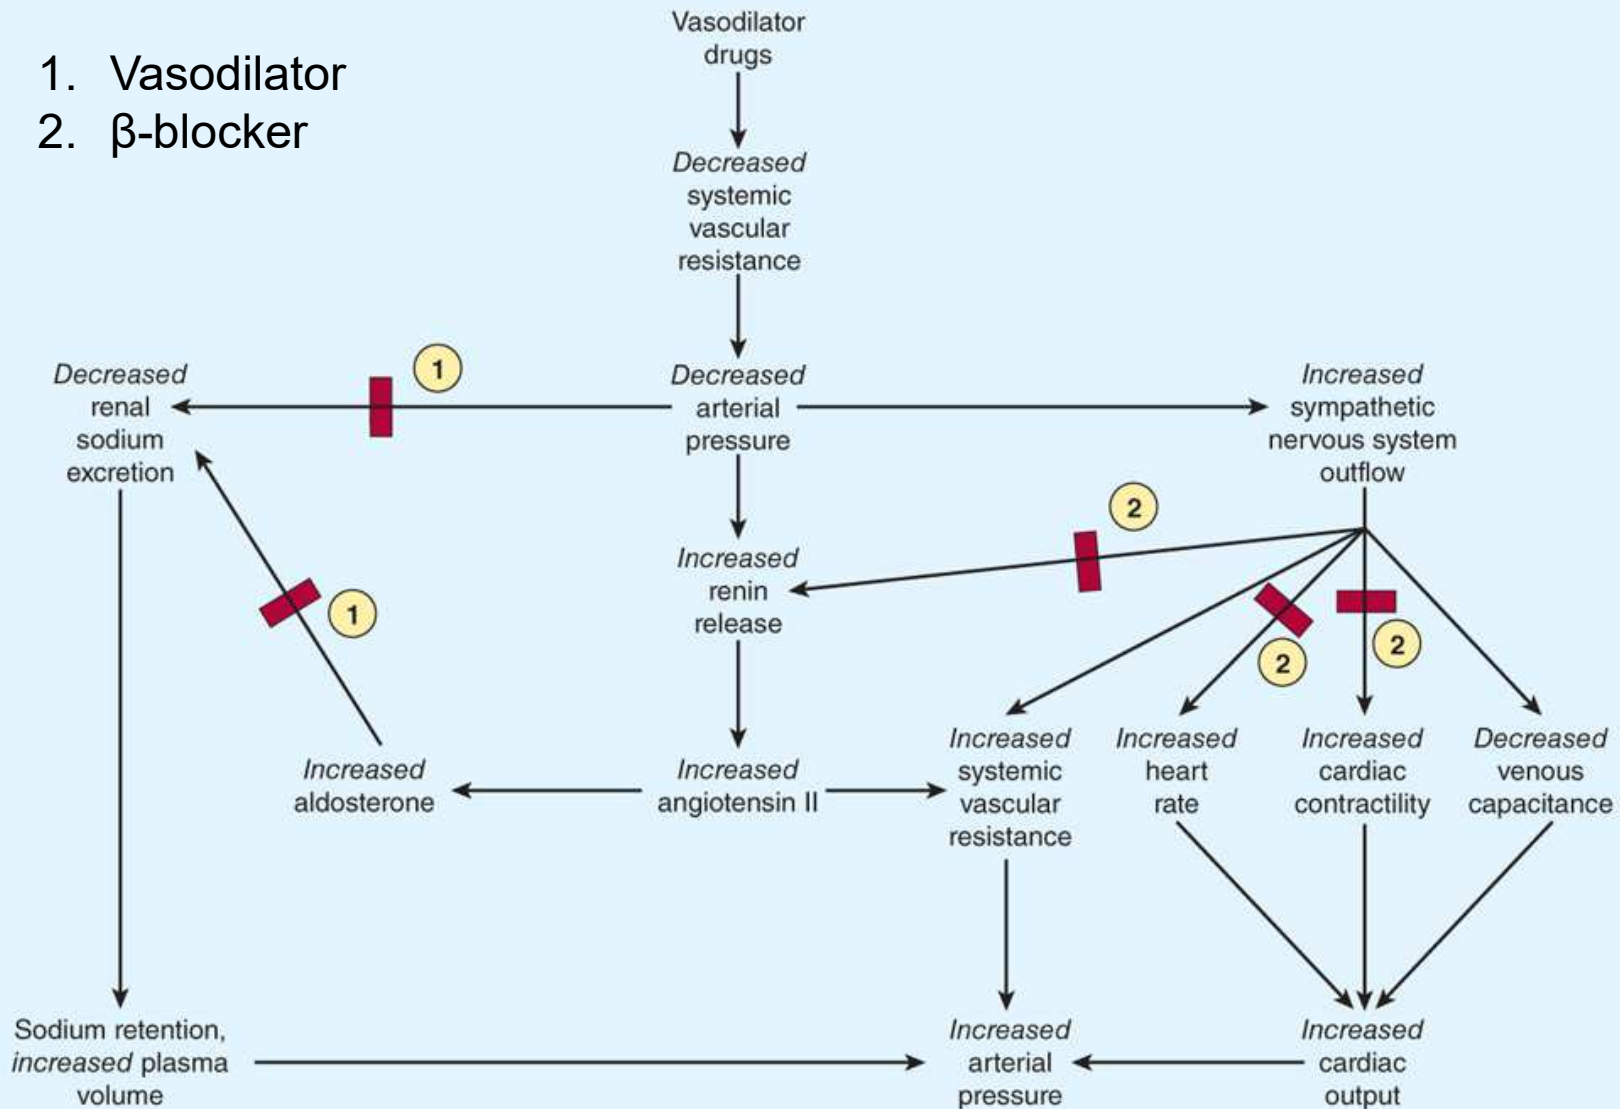 1. Vasodilator
2. β-blocker
Vasodilator
drugs
Decreased
systemic
vascular
resistance
Decreased
renal
sodium
excretion
1
Decreased
arterial
pressure
Increased
sympathetic
nervous system
outflow
2
Increased
renin
release
1
2
2
Increased
aldosterone
Increased
angiotensin II
Increased
systemic
vascular
resistance
Increased
heart
rate
Increased
cardiac
contractility
Decreased
venous
capacitance
Sodium retention,
increased plasma
volume
Increased
arterial
pressure
Increased
cardiac
output